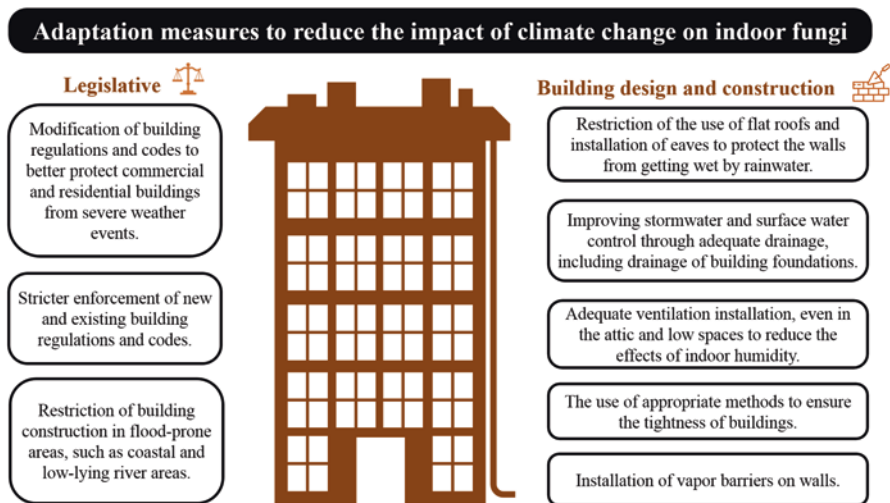 Adaptation measures to reduce the impact of climate change on indoor fungi
Legislative
Modification of building
regulations and codes to
better protect commercial
and residential buildings
from severe weather
events.
Stricter enforcement of new
and existing building
regulations and codes.
Restriction of building
construction in flood-prone
areas, such as coastal and
low-lying river areas.
Building design and construction
Restriction of the use of flat roofs and
installation of eaves to protect the walls
from getting wet by rainwater.
Improving stormwater and surface water
control through adequate drainage,
including drainage of building foundations.
Adequate ventilation installation, even in
the attic and low spaces to reduce the
effects of indoor humidity.
The use of appropriate methods to ensure
the tightness of buildings.
Installation of vapor barriers on walls.